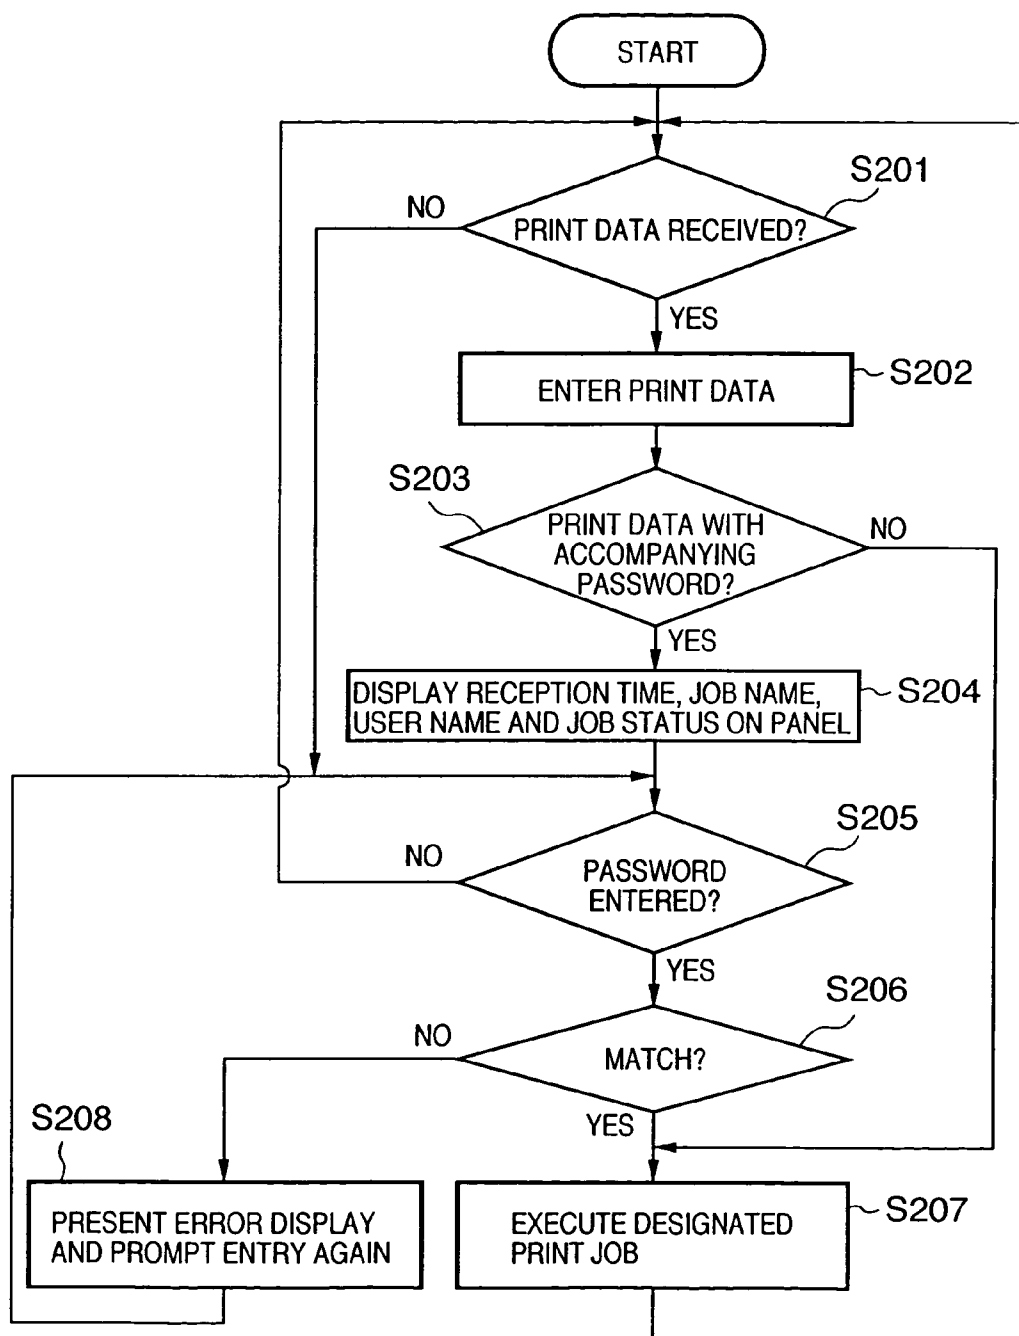 START
S201
NO
PRINT DATA RECEIVED?
YES
S202
ENTER PRINT DATA
S203
PRINT DATA WITH
ACCOMPANYING
PASSWORD?
NO
YES
S204
DISPLAY RECEPTION TIME, JOB NAME,
USER NAME AND JOB STATUS ON PANEL
S205
NO
PASSWORD
ENTERED?
YES
S206
NO
MATCH?
YES
S208
PRESENT ERROR DISPLAY
AND PROMPT ENTRY AGAIN
S207
EXECUTE DESIGNATED
PRINT JOB